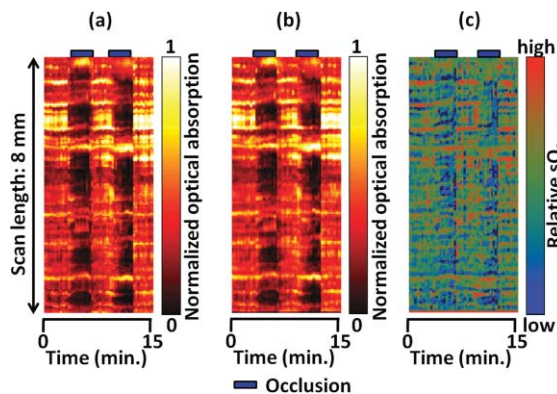 (a)
(b)
(c)
Scan length: 8 mm
1
Normalized optical absorption
0
1
Normalized optical absorption
0
high
Relative sO₂
low
0
15
Time (min.)
0
15
Time (min.)
0
15
Time (min.)
Occlusion